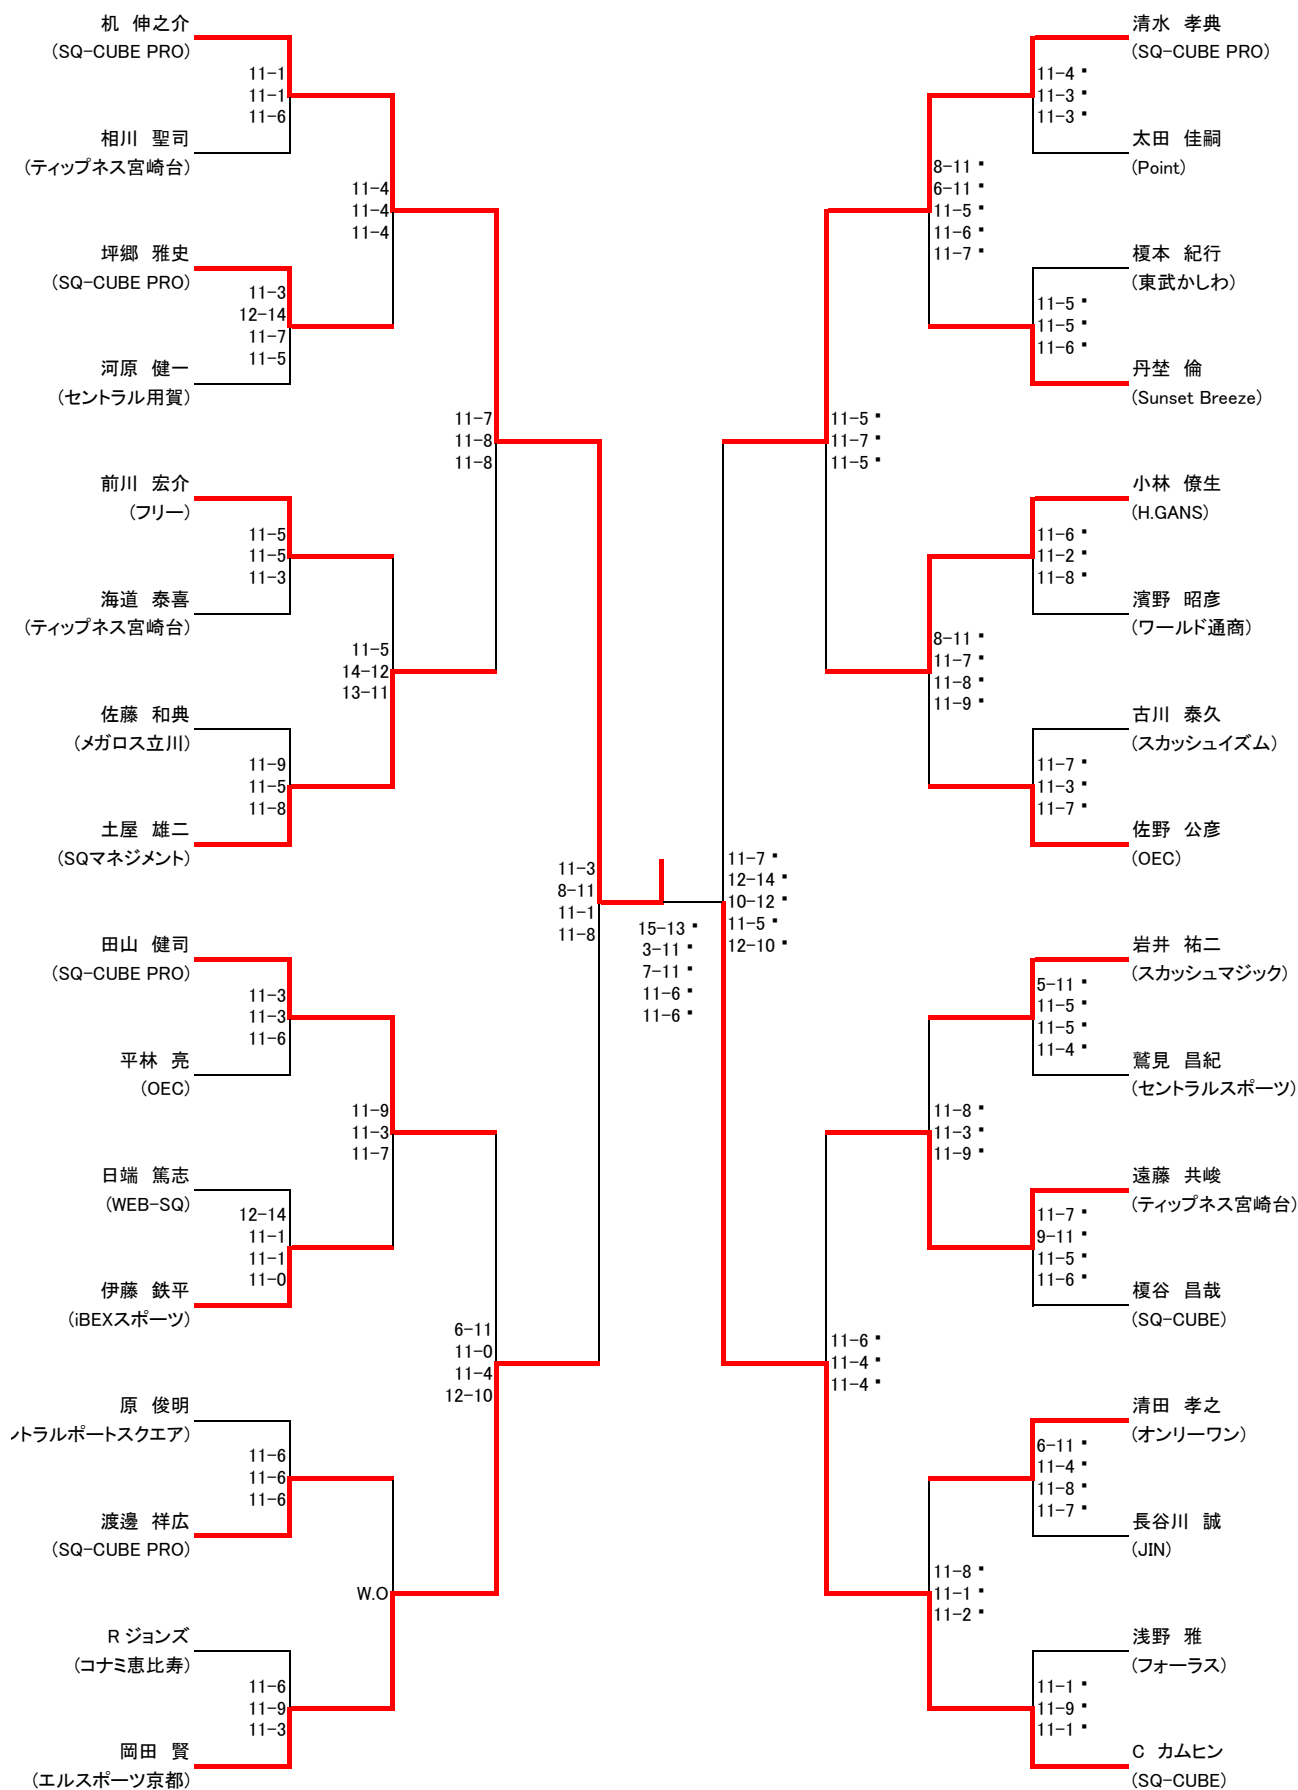 机 伸之介
(SQ-CUBE PRO)
11-1
11-1
11-6
相川 聖司
(ティップネス宮崎台)
11-4
11-4
11-4
坪郷 雅史
(SQ-CUBE PRO)
11-3
12-14
11-7
11-5
河原 健一
(セントラル用賀)
11-7
11-8
11-8
前川 宏介
(フリー)
11-5
11-5
11-3
海道 泰喜
(ティップネス宮崎台)
11-5
14-12
13-11
佐藤 和典
(メガロス立川)
11-9
11-5
11-8
土屋 雄二
(SQマネジメント)
11-3
8-11
11-1
11-8
田山 健司
(SQ-CUBE PRO)
11-3
11-3
11-6
平林 亮
(OEC)
11-9
11-3
11-7
日端 篤志
(WEB-SQ)
12-14
11-1
11-1
11-0
伊藤 鉄平
(iBEXスポーツ)
6-11
11-0
11-4
12-10
原 俊明
ントラルポートスクエア)
11-6
11-6
11-6
渡邊 祥広
(SQ-CUBE PRO)
W.O
R ジョンズ
(コナミ恵比寿)
11-6
11-9
11-3
岡田 賢
(エルスポーツ京都)
15-13 ▪
3-11 ▪
7-11 ▪
11-6 ▪
11-6 ▪
清水 孝典
(SQ-CUBE PRO)
11-4 ▪
11-3 ▪
11-3 ▪
太田 佳嗣
(Point)
8-11 ▪
6-11 ▪
11-5 ▪
11-6 ▪
11-7 ▪
榎本 紀行
(東武かしわ)
11-5 ▪
11-5 ▪
11-6 ▪
丹埜 倫
(Sunset Breeze)
11-5 ▪
11-7 ▪
11-5 ▪
小林 僚生
(H.GANS)
11-6 ▪
11-2 ▪
11-8 ▪
濱野 昭彦
(ワールド通商)
8-11 ▪
11-7 ▪
11-8 ▪
11-9 ▪
古川 泰久
(スカッシュイズム)
11-7 ▪
11-3 ▪
11-7 ▪
佐野 公彦
(OEC)
11-7 ▪
12-14 ▪
10-12 ▪
11-5 ▪
12-10 ▪
岩井 祐二
(スカッシュマジック)
5-11 ▪
11-5 ▪
11-5 ▪
11-4 ▪
鷲見 昌紀
(セントラルスポーツ)
11-8 ▪
11-3 ▪
11-9 ▪
遠藤 共峻
(ティップネス宮崎台)
11-7 ▪
9-11 ▪
11-5 ▪
11-6 ▪
榎谷 昌哉
(SQ-CUBE)
11-6 ▪
11-4 ▪
11-4 ▪
清田 孝之
(オンリーワン)
6-11 ▪
11-4 ▪
11-8 ▪
11-7 ▪
長谷川 誠
(JIN)
11-8 ▪
11-1 ▪
11-2 ▪
浅野 雅
(フォーラス)
11-1 ▪
11-9 ▪
11-1 ▪
C カムヒン
(SQ-CUBE)